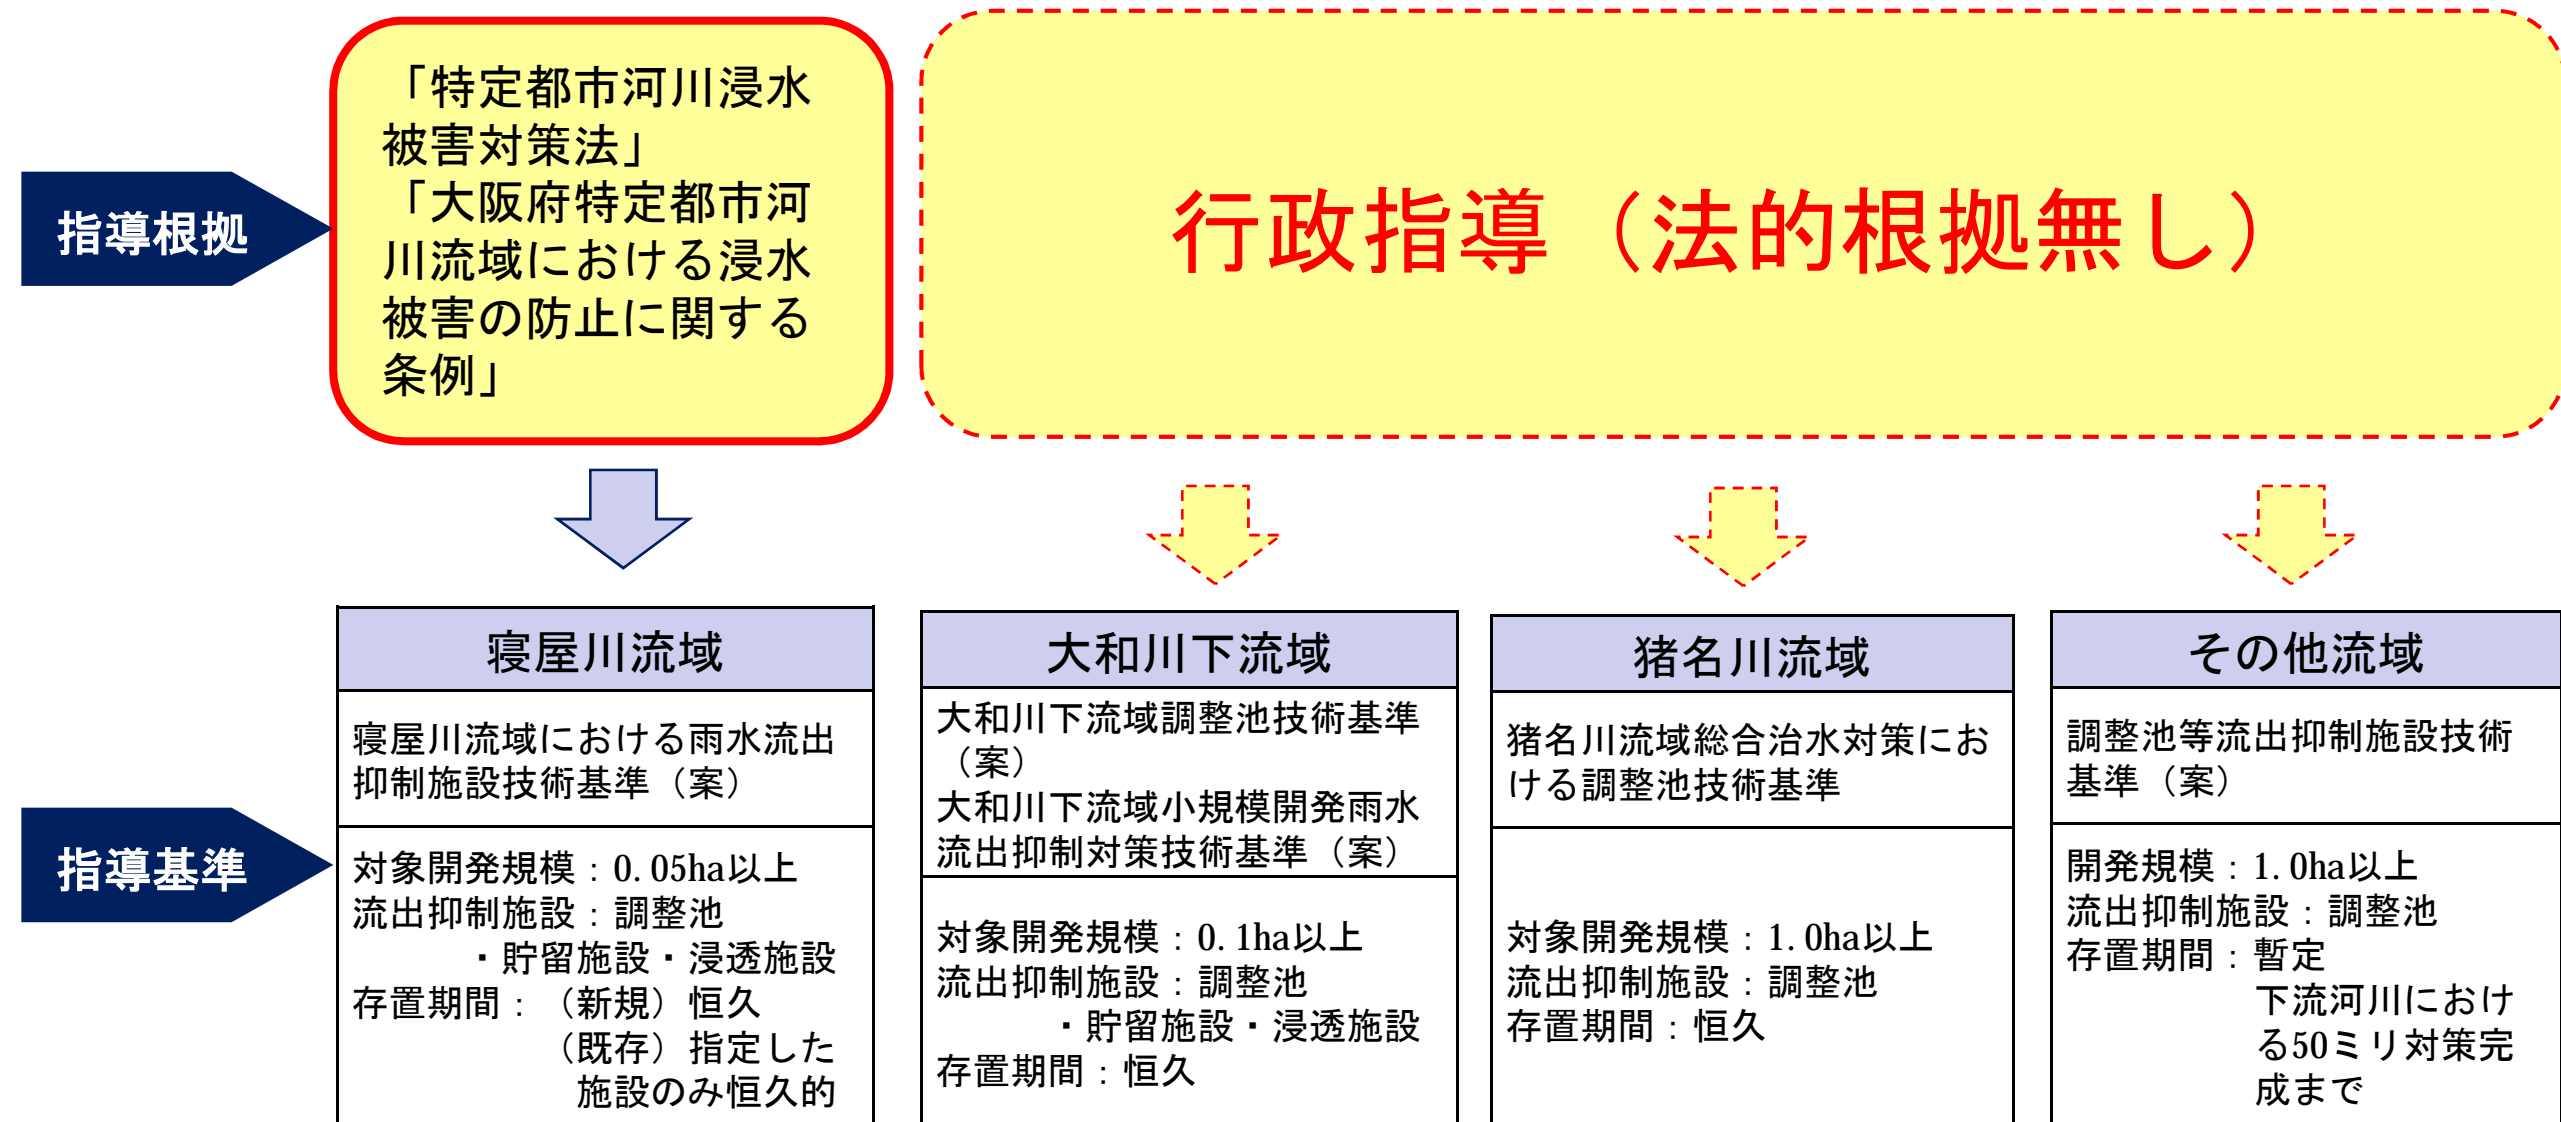 指導根拠
「特定都市河川浸水
被害対策法」
「大阪府特定都市河
川流域における浸水
被害の防止に関する
条例」
行政指導（法的根拠無し）
指導基準
寝屋川流域
寝屋川流域における雨水流出
抑制施設技術基準（案）
対象開発規模：0.05ha以上
流出抑制施設：調整池
・貯留施設・浸透施設
存置期間：（新規）恒久
（既存）指定した
施設のみ恒久的
大和川下流域
大和川下流域調整池技術基準
（案）
大和川下流域小規模開発雨水
流出抑制対策技術基準（案）
対象開発規模：0.1ha以上
流出抑制施設：調整池
・貯留施設・浸透施設
存置期間：恒久
猪名川流域
猪名川流域総合治水対策にお
ける調整池技術基準
対象開発規模：1.0ha以上
流出抑制施設：調整池
存置期間：恒久
その他流域
調整池等流出抑制施設技術
基準（案）
開発規模：1.0ha以上
流出抑制施設：調整池
存置期間：暫定
下流河川におけ
る50ミリ対策完
成まで